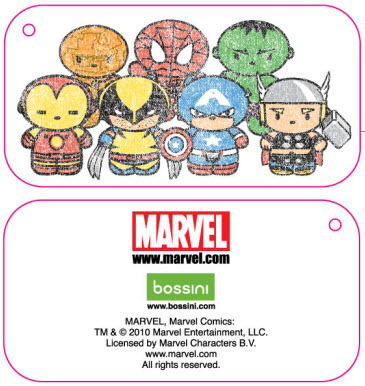 MARVEL
www.marvel.com
bossini
www.bossini.com
MARVEL, Marvel Comics:
TM & © 2010 Marvel Entertainment, LLC.
Licensed by Marvel Characters B.V.
www.marvel.com
All rights reserved.